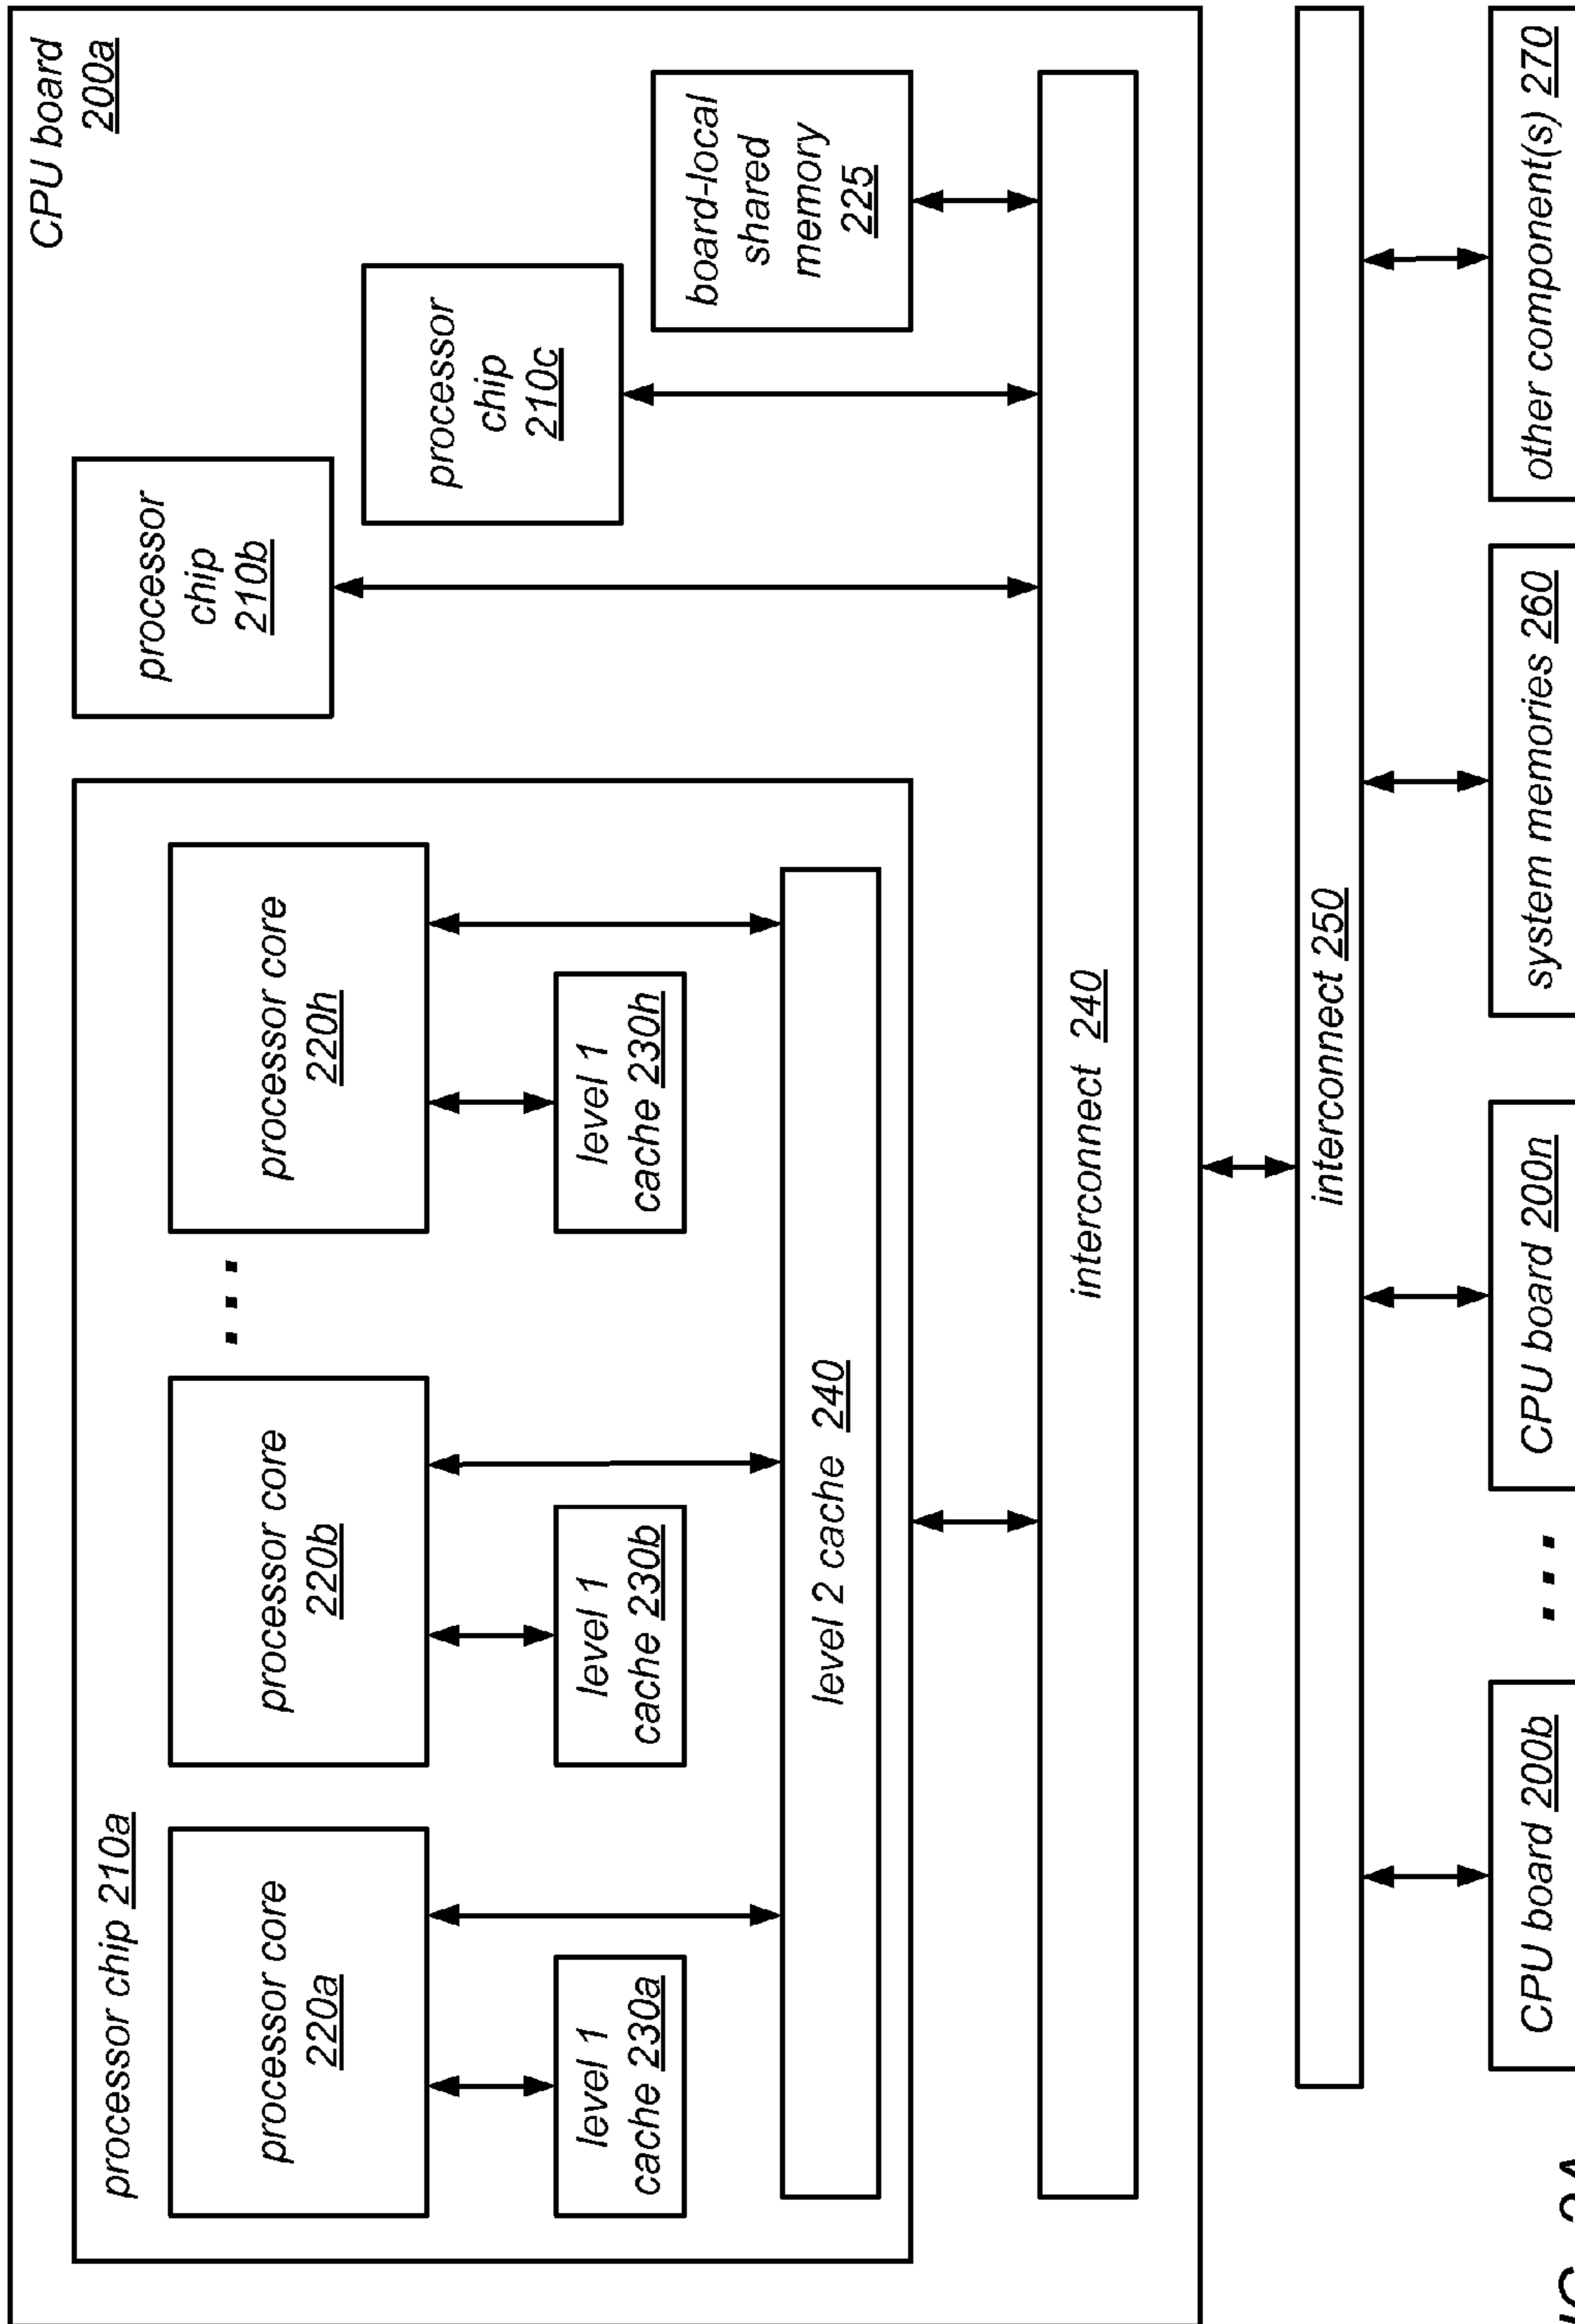 CPU board
200a
processor chip 210a
processor
chip
210b
processor core
220a
processor core
220b
...
processor core
220h
processor
chip
210c
level 1
cache 230a
level 1
cache 230b
level 1
cache 230h
board-local
shared
memory
225
level 2 cache 240
interconnect 240
interconnect 250
CPU board 200b
...
CPU board 200n
system memories 260
other component(s) 270